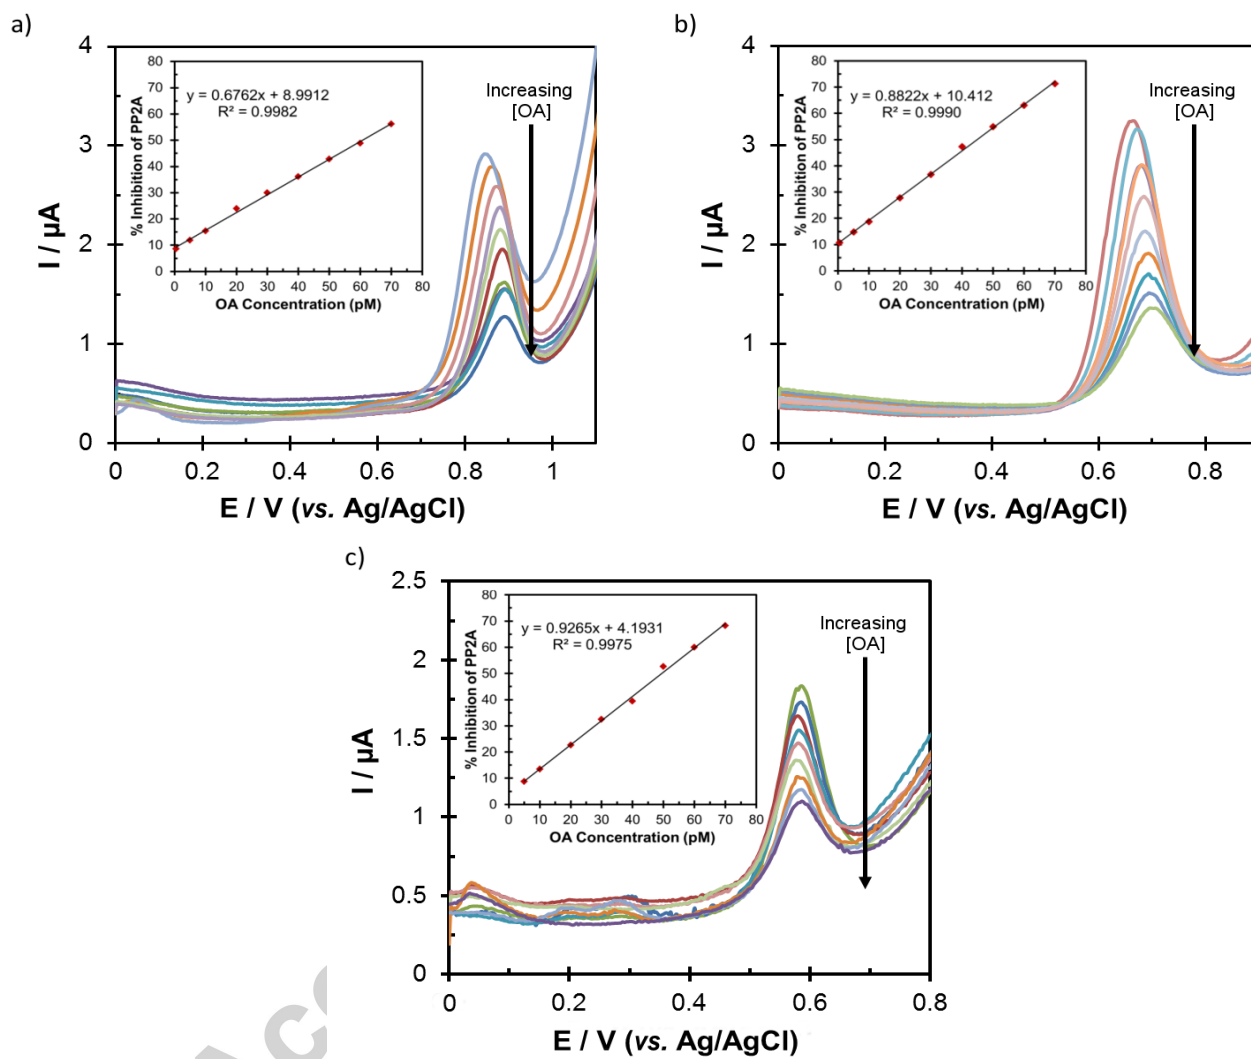 a)
4
3
2
1
0
I / µA
0
0.2
0.4
0.6
0.8
1
E / V (vs. Ag/AgCl)
Increasing
[OA]
80
70
60
50
40
30
20
10
0
% Inhibition of PP2A
y = 0.6762x + 8.9912
R² = 0.9982
0 10 20 30 40 50 60 70 80
OA Concentration (pM)
b)
4
3
2
1
0
I / µA
0
0.2
0.4
0.6
0.8
E / V (vs. Ag/AgCl)
Increasing
[OA]
80
70
60
50
40
30
20
10
0
% Inhibition of PP2A
y = 0.8822x + 10.412
R² = 0.9990
0 10 20 30 40 50 60 70 80
OA Concentration (pM)
c)
2.5
2
1.5
1
0.5
0
I / µA
0
0.2
0.4
0.6
0.8
E / V (vs. Ag/AgCl)
Increasing
[OA]
80
70
60
50
40
30
20
10
0
% Inhibition of PP2A
y = 0.9265x + 4.1931
R² = 0.9975
0 10 20 30 40 50 60 70 80
OA Concentration (pM)
Acc